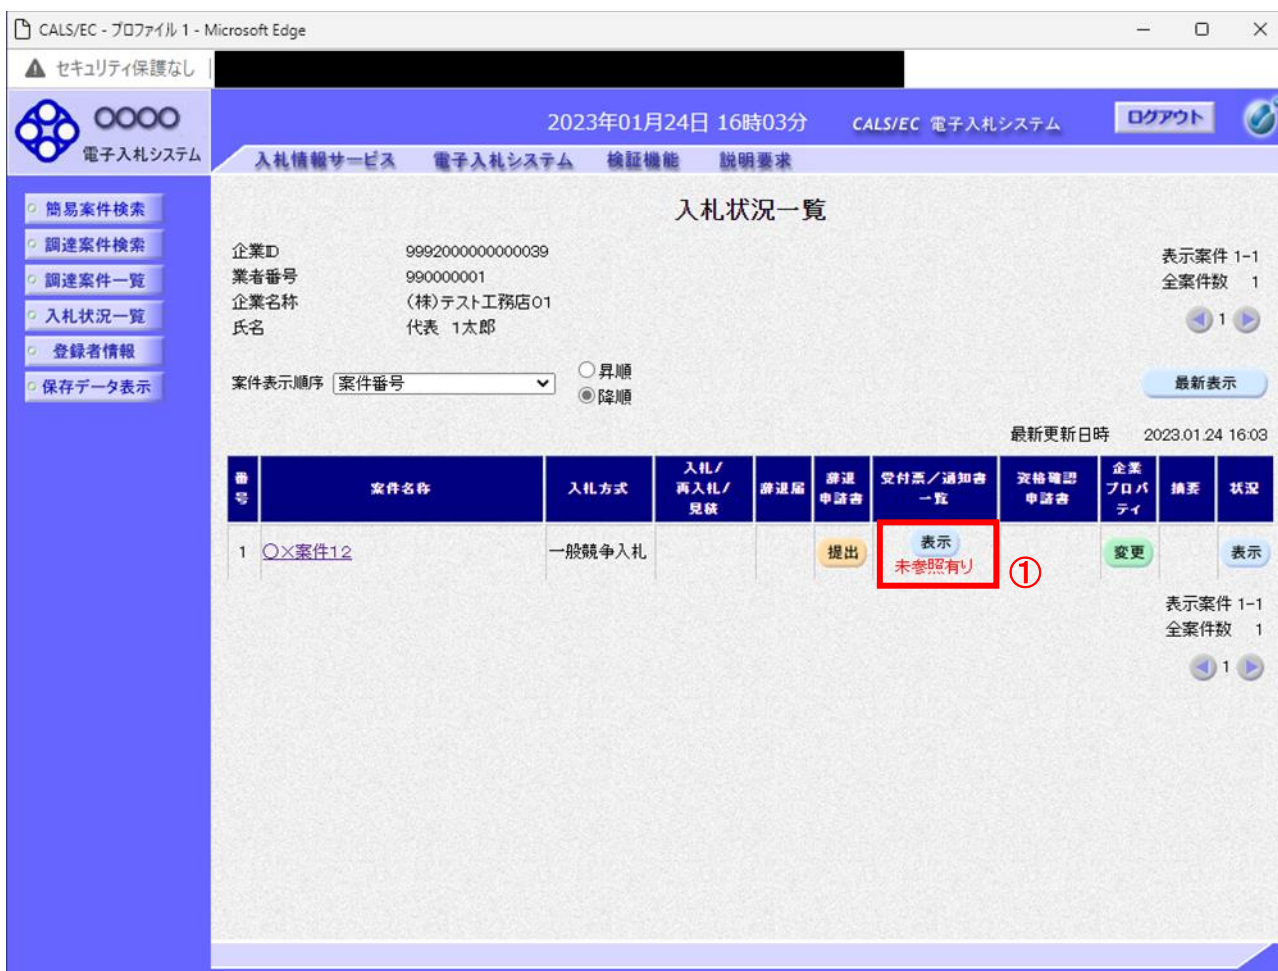 CALS/EC - プロファイル 1 - Microsoft Edge
セキュリティ保護なし
○○○○
電子入札システム
2023年01月24日 16時03分
CALS/EC 電子入札システム
ログアウト
入札情報サービス 電子入札システム 検証機能 説明要求
簡易案件検索
調達案件検索
調達案件一覧
入札状況一覧
登録者情報
保存データ表示
入札状況一覧
企業ID 9992000000000039
業者番号 990000001
企業名称 (株)テスト工務店01
氏名 代表 1太郎
表示案件 1-1
全案件数 1
1
案件表示順序 案件番号
昇順
降順
最新表示
最新更新日時 2023.01.24 16:03
番号 案件名称 入札方式 入札/再入札/見積 辞退届 辞退申請書 受付票/通知書一覧 資格確認申請書 企業プロパティ 摘要 状況
1 ○×案件12 一般競争入札 提出 表示 変更 表示
未参照有り
①
表示案件 1-1
全案件数 1
1